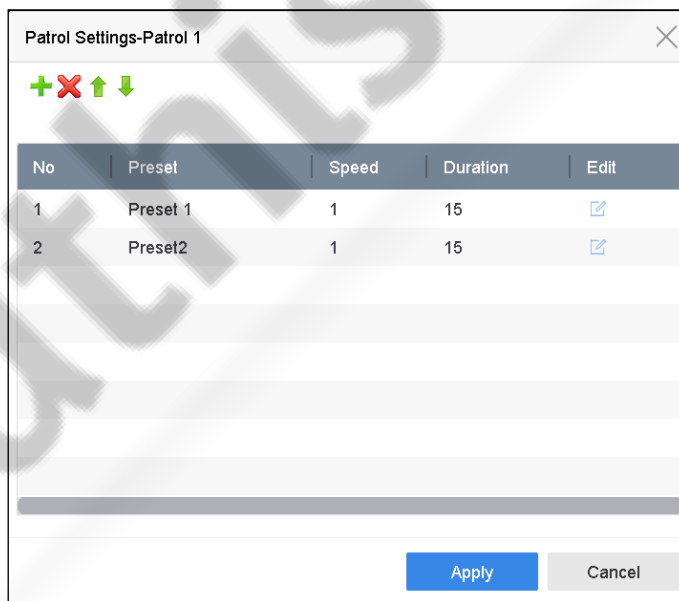 Patrol Settings-Patrol 1
No Preset Speed Duration Edit
1 Preset 1 1 15
2 Preset2 1 15
Apply Cancel